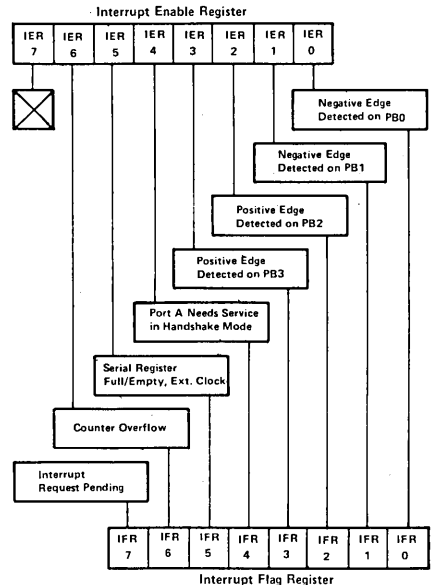 Interrupt Enable Register
IER 7 IER 6 IER 5 IER 4 IER 3 IER 2 IER 1 IER 0
Negative Edge
Detected on PB0
Negative Edge
Detected on PB1
Positive Edge
Detected on PB2
Positive Edge
Detected on PB3
Port A Needs Service
in Handshake Mode
Serial Register
Full/Empty, Ext. Clock
Counter Overflow
Interrupt
Request Pending
IFR 7 IFR 6 IFR 5 IFR 4 IFR 3 IFR 2 IFR 1 IFR 0
Interrupt Flag Register